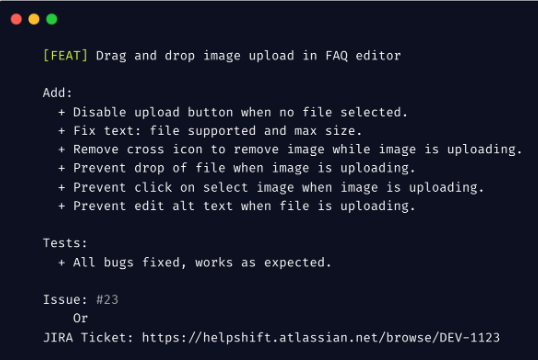 [FEAT] Drag and drop image upload in FAQ editor
Add:
+ Disable upload button when no file selected.
+ Fix text: file supported and max size.
+ Remove cross icon to remove image while image is uploading.
+ Prevent drop of file when image is uploading.
+ Prevent click on select image when image is uploading.
+ Prevent edit alt text when file is uploading.
Tests:
+ All bugs fixed, works as expected.
Issue: #23
Or
JIRA Ticket: https://helpshift.atlassian.net/browse/DEV-1123